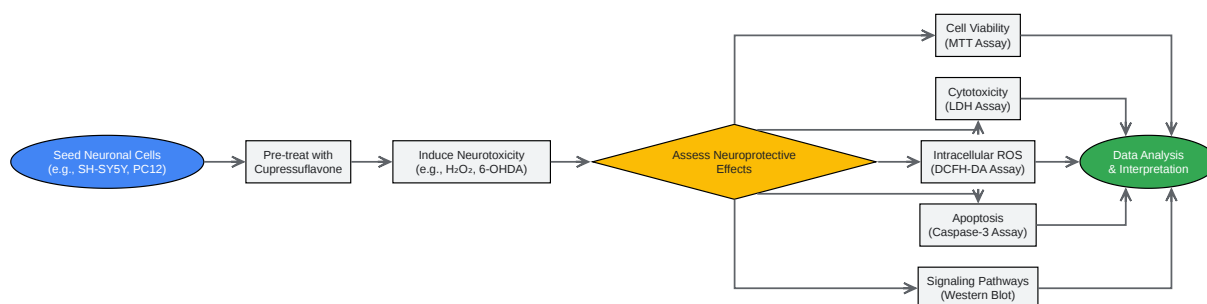 Seed Neuronal Cells
(e.g., SH-SY5Y, PC12)
Pre-treat with
Cupressuflavone
Induce Neurotoxicity
(e.g., H₂O₂, 6-OHDA)
Assess Neuroprotective
Effects
Cell Viability
(MTT Assay)
Cytotoxicity
(LDH Assay)
Intracellular ROS
(DCFH-DA Assay)
Apoptosis
(Caspase-3 Assay)
Signaling Pathways
(Western Blot)
Data Analysis
& Interpretation